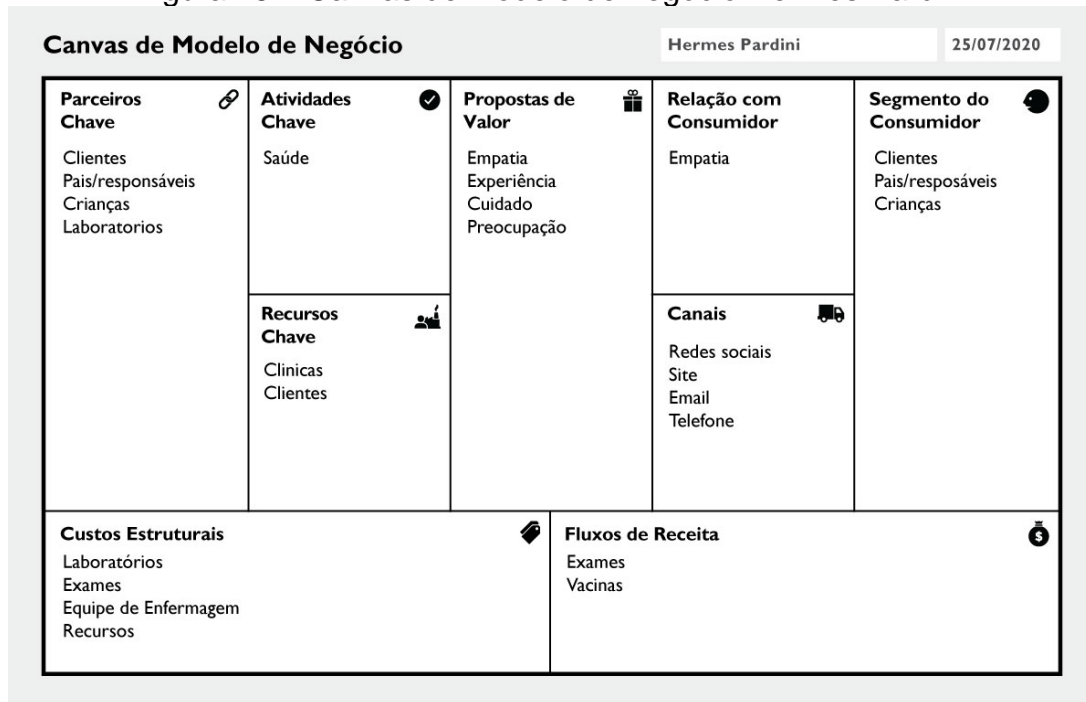 Canvas de Modelo de Negócio
Hermes Pardini
25/07/2020
Parceiros
Chave
Clientes
Pais/responsáveis
Crianças
Laboratorios
Atividades
Chave
Saúde
Recursos
Chave
Clinicas
Clientes
Propostas de
Valor
Empatia
Experiência
Cuidado
Preocupação
Relação com
Consumidor
Empatia
Canais
Redes sociais
Site
Email
Telefone
Segmento do
Consumidor
Clientes
Pais/resposáveis
Crianças
Custos Estruturais
Laboratórios
Exames
Equipe de Enfermagem
Recursos
Fluxos de Receita
Exames
Vacinas
$